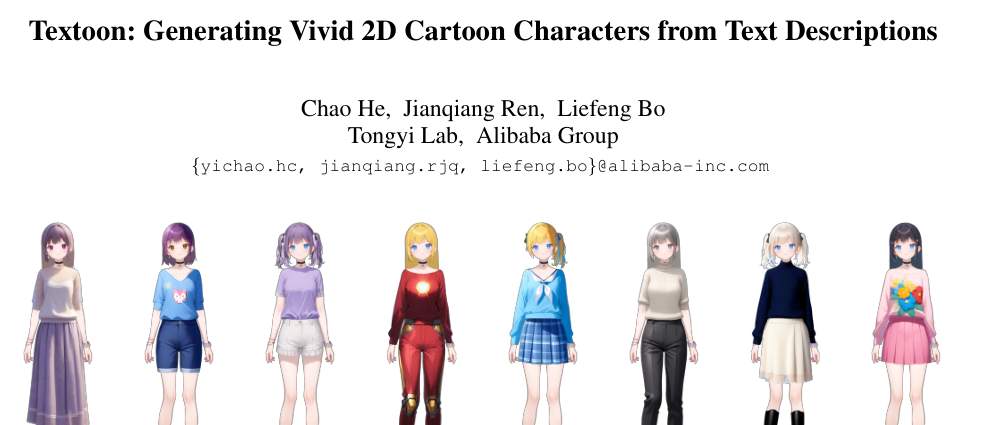 Textoon: Generating Vivid 2D Cartoon Characters from Text Descriptions
Chao He, Jianqiang Ren, Liefeng Bo
Tongyi Lab, Alibaba Group
{yichao.hc, jianqiang.rjq, liefeng.bo}@alibaba-inc.com